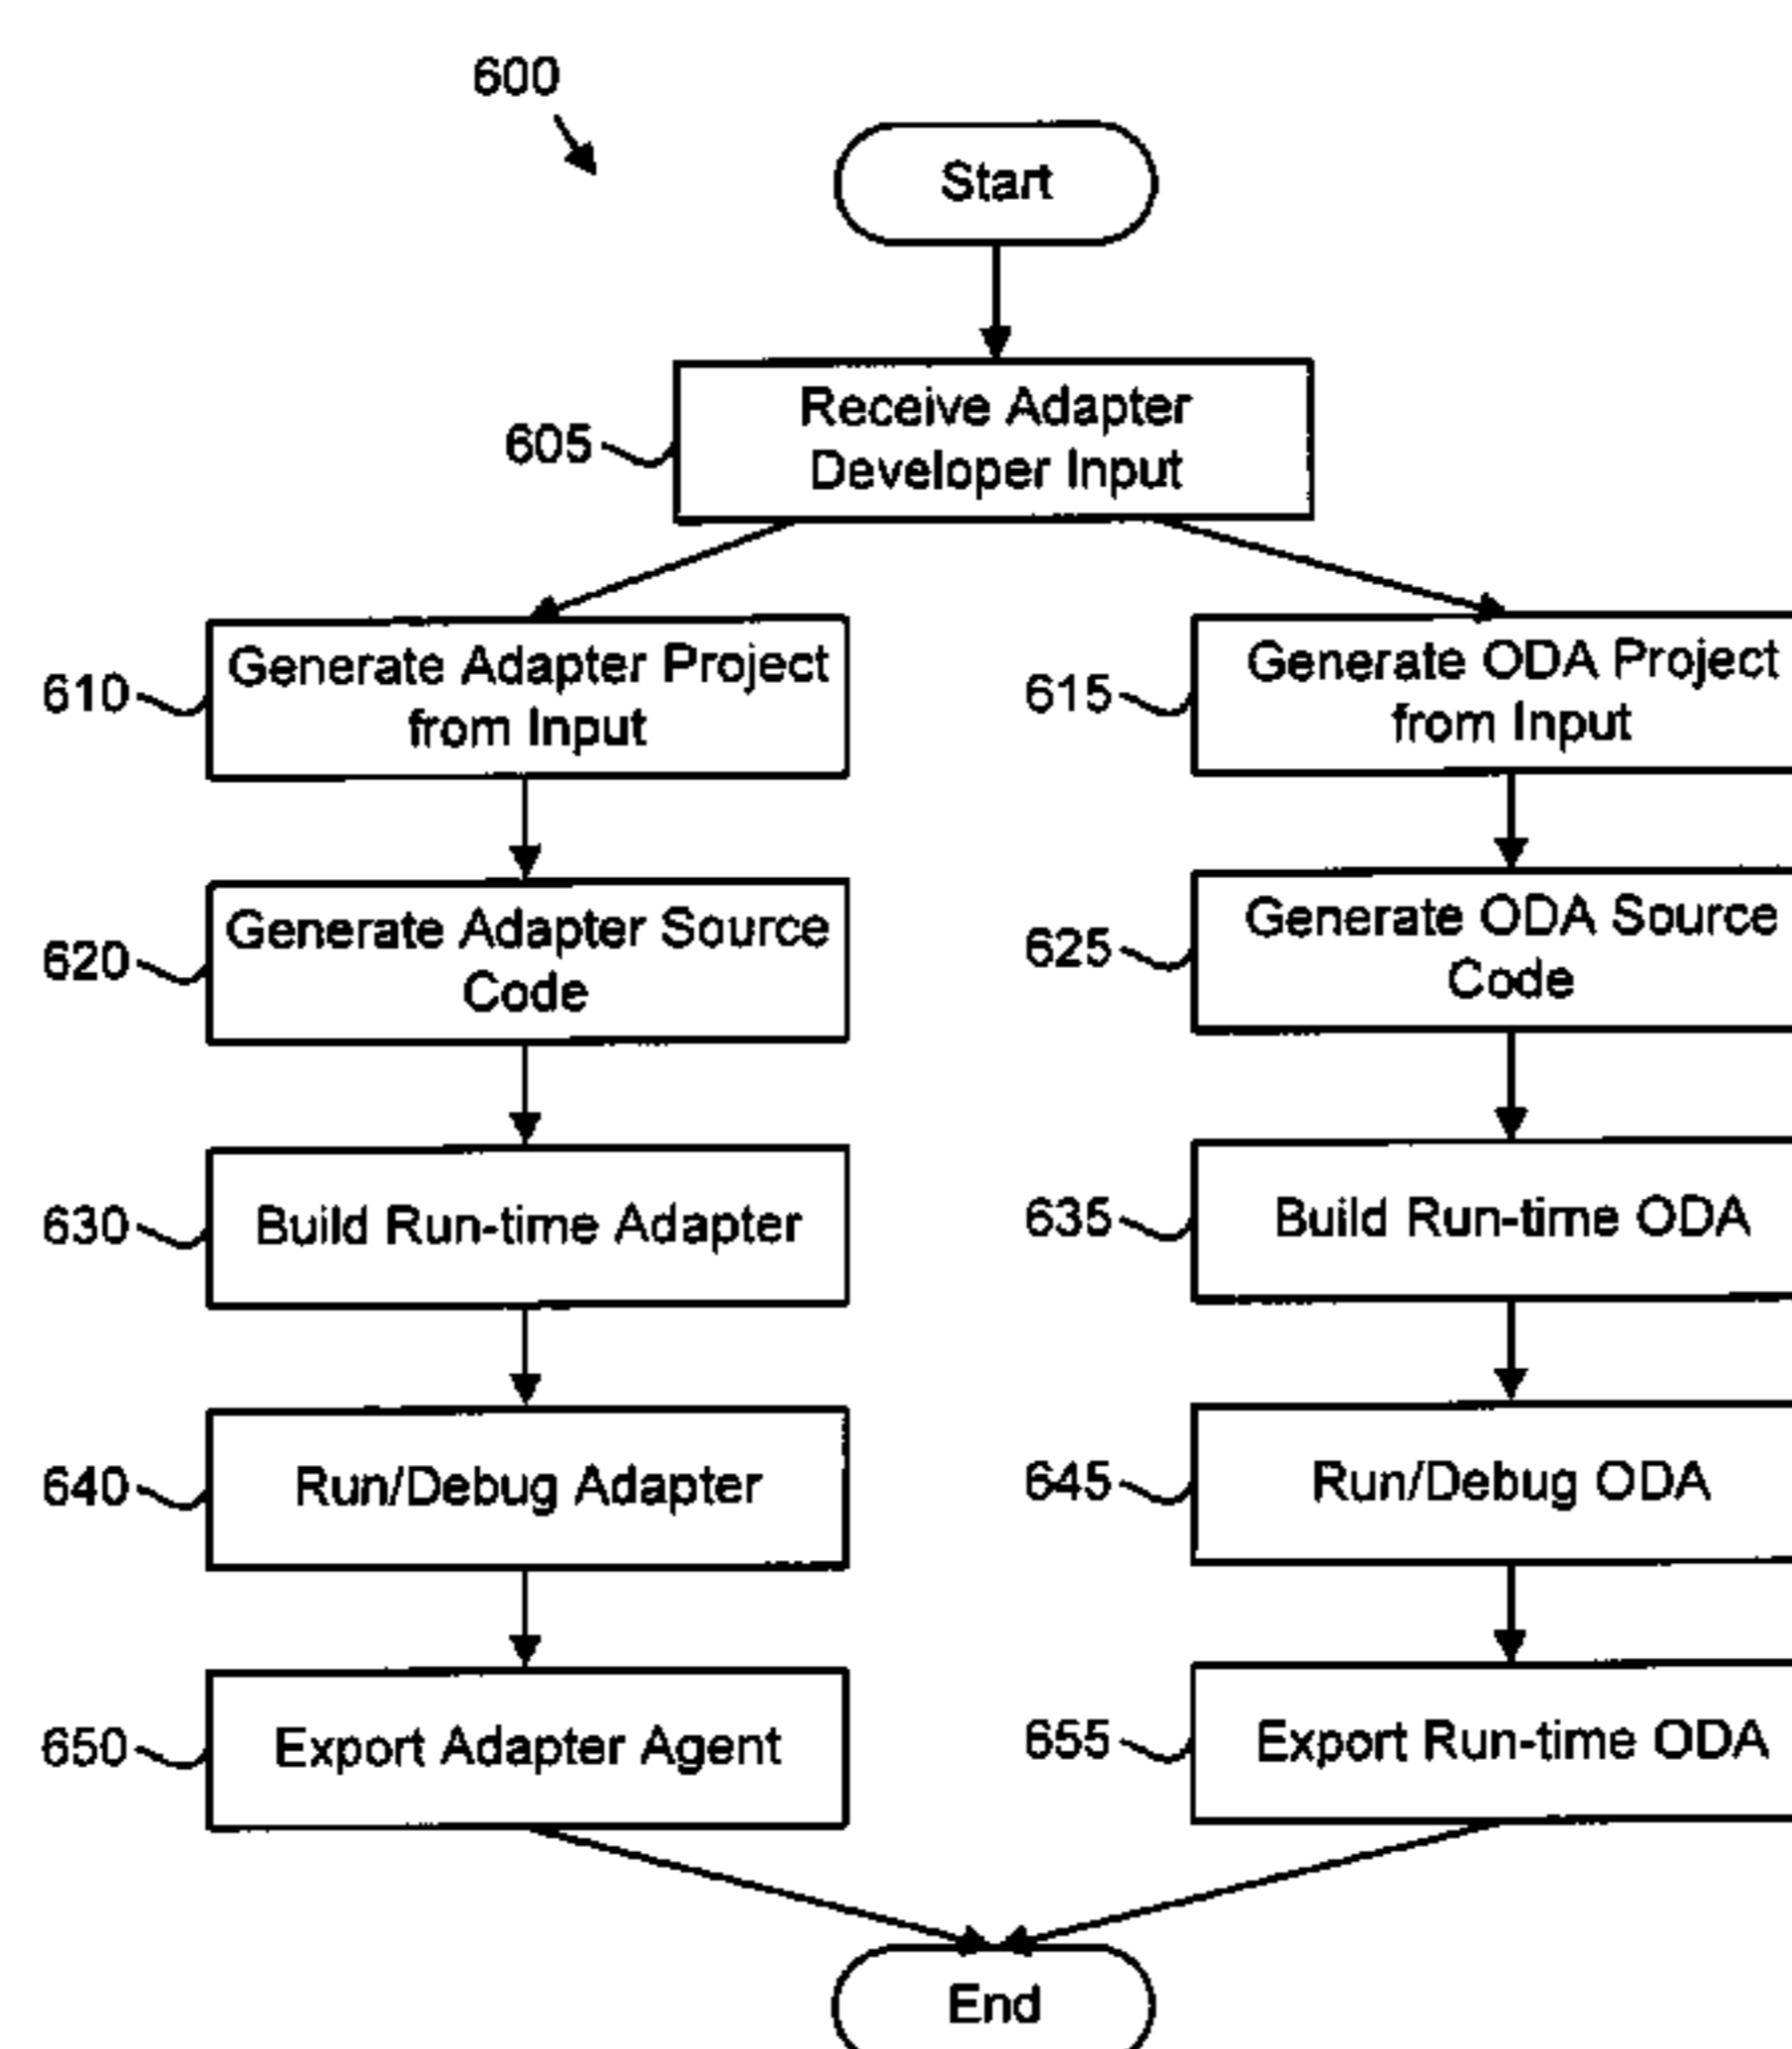 600
Start
Receive Adapter
Developer Input
605
Generate Adapter Project
from Input
610
Generate ODA Project
from Input
615
Generate Adapter Source
Code
620
Generate ODA Source
Code
625
Build Run-time Adapter
630
Build Run-time ODA
635
Run/Debug Adapter
640
Run/Debug ODA
645
Export Adapter Agent
650
Export Run-time ODA
655
End